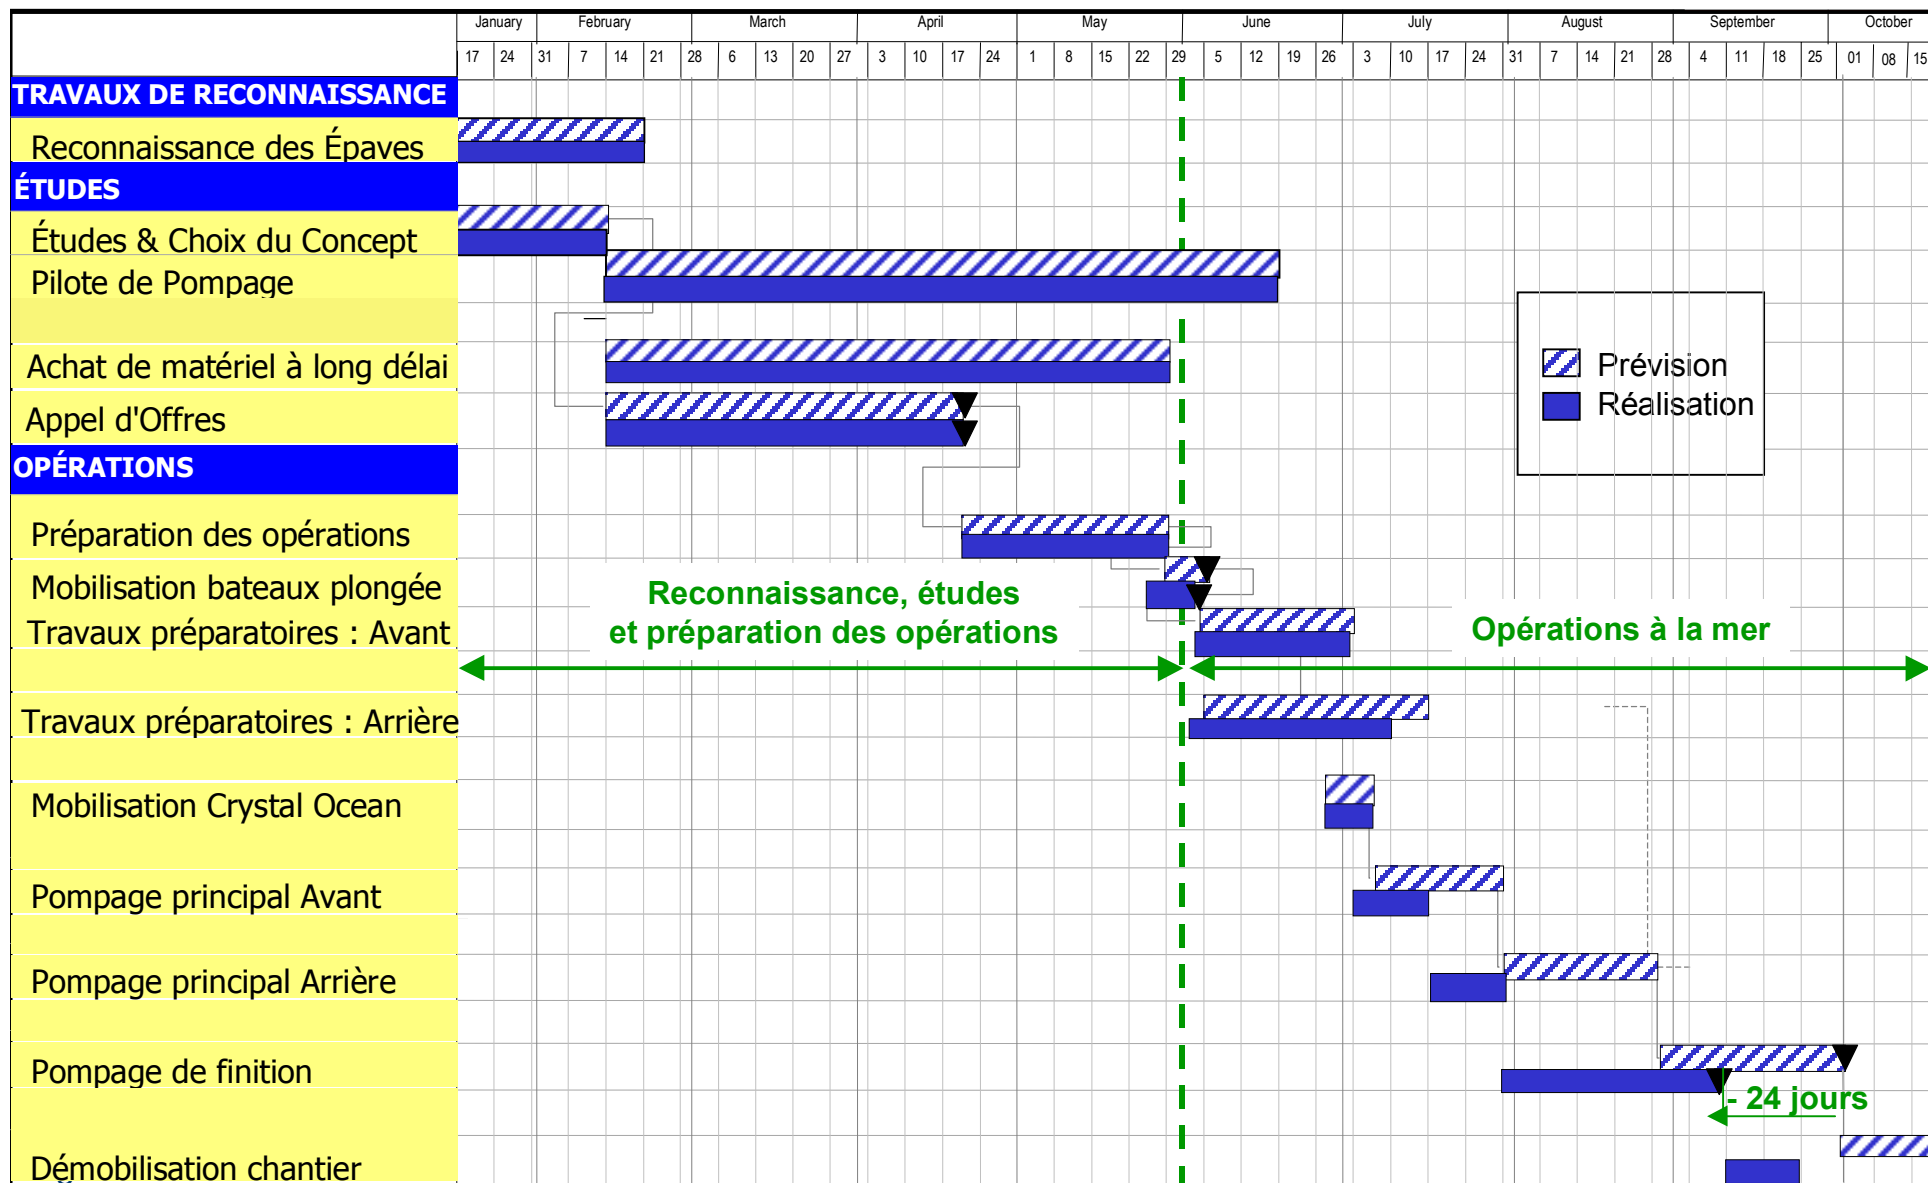 January February March April May June July August September October
17 24 31 7 14 21 28 6 13 20 27 3 10 17 24 1 8 15 22 29 5 12 19 26 3 10 17 24 31 7 14 21 28 4 11 18 25 01 08 15
TRAVAUX DE RECONNAISSANCE
Reconnaissance des Épaves
ÉTUDES
Études & Choix du Concept
Pilote de Pompage
Achat de matériel à long délai
Prévision
Réalisation
Appel d'Offres
OPÉRATIONS
Préparation des opérations
Mobilisation bateaux plongée
Reconnaissance, études
et préparation des opérations
Travaux préparatoires : Avant
Opérations à la mer
Travaux préparatoires : Arrière
Mobilisation Crystal Ocean
Pompage principal Avant
Pompage principal Arrière
Pompage de finition
- 24 jours
Démobilisation chantier